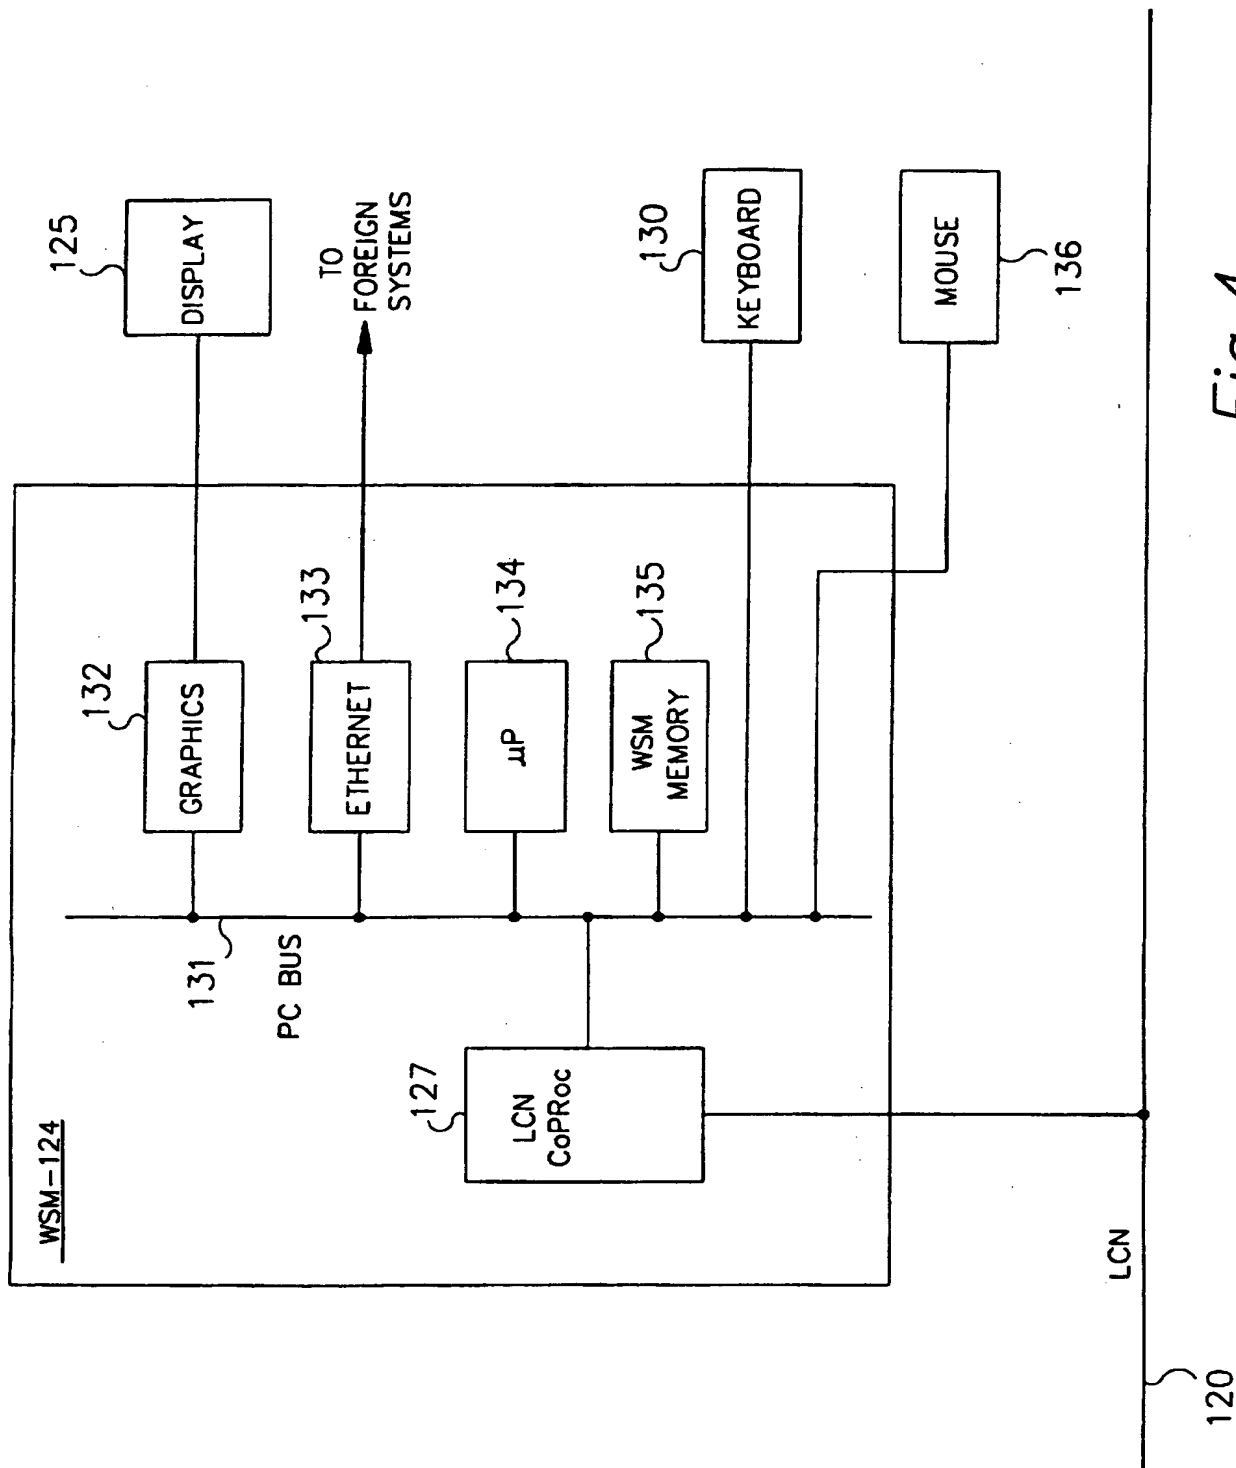 WSM-124
127
LCN
CoPRoc
131
PC BUS
132
GRAPHICS
133
ETHERNET
134
µP
135
WSM
MEMORY
125
DISPLAY
TO
FOREIGN
SYSTEMS
130
KEYBOARD
MOUSE
136
LCN
120